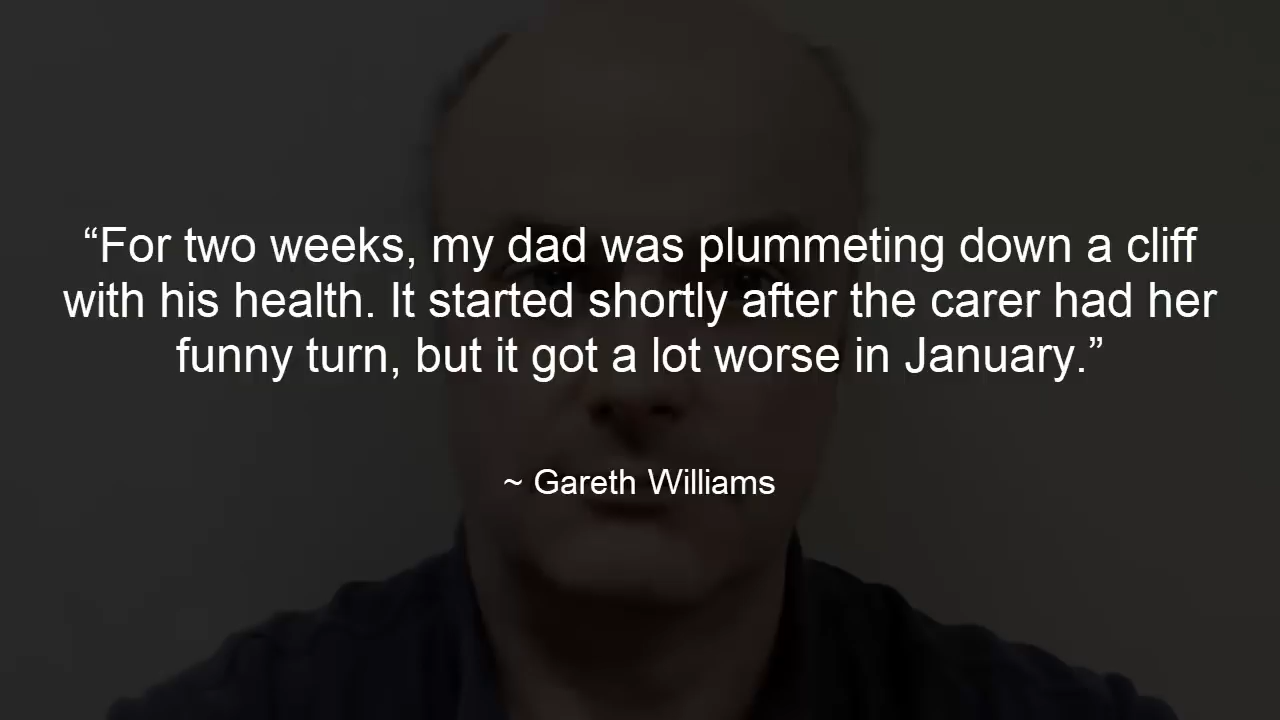 “For two weeks, my dad was plummeting down a cliff
with his health. It started shortly after the carer had her
funny turn, but it got a lot worse in January.”
~ Gareth Williams